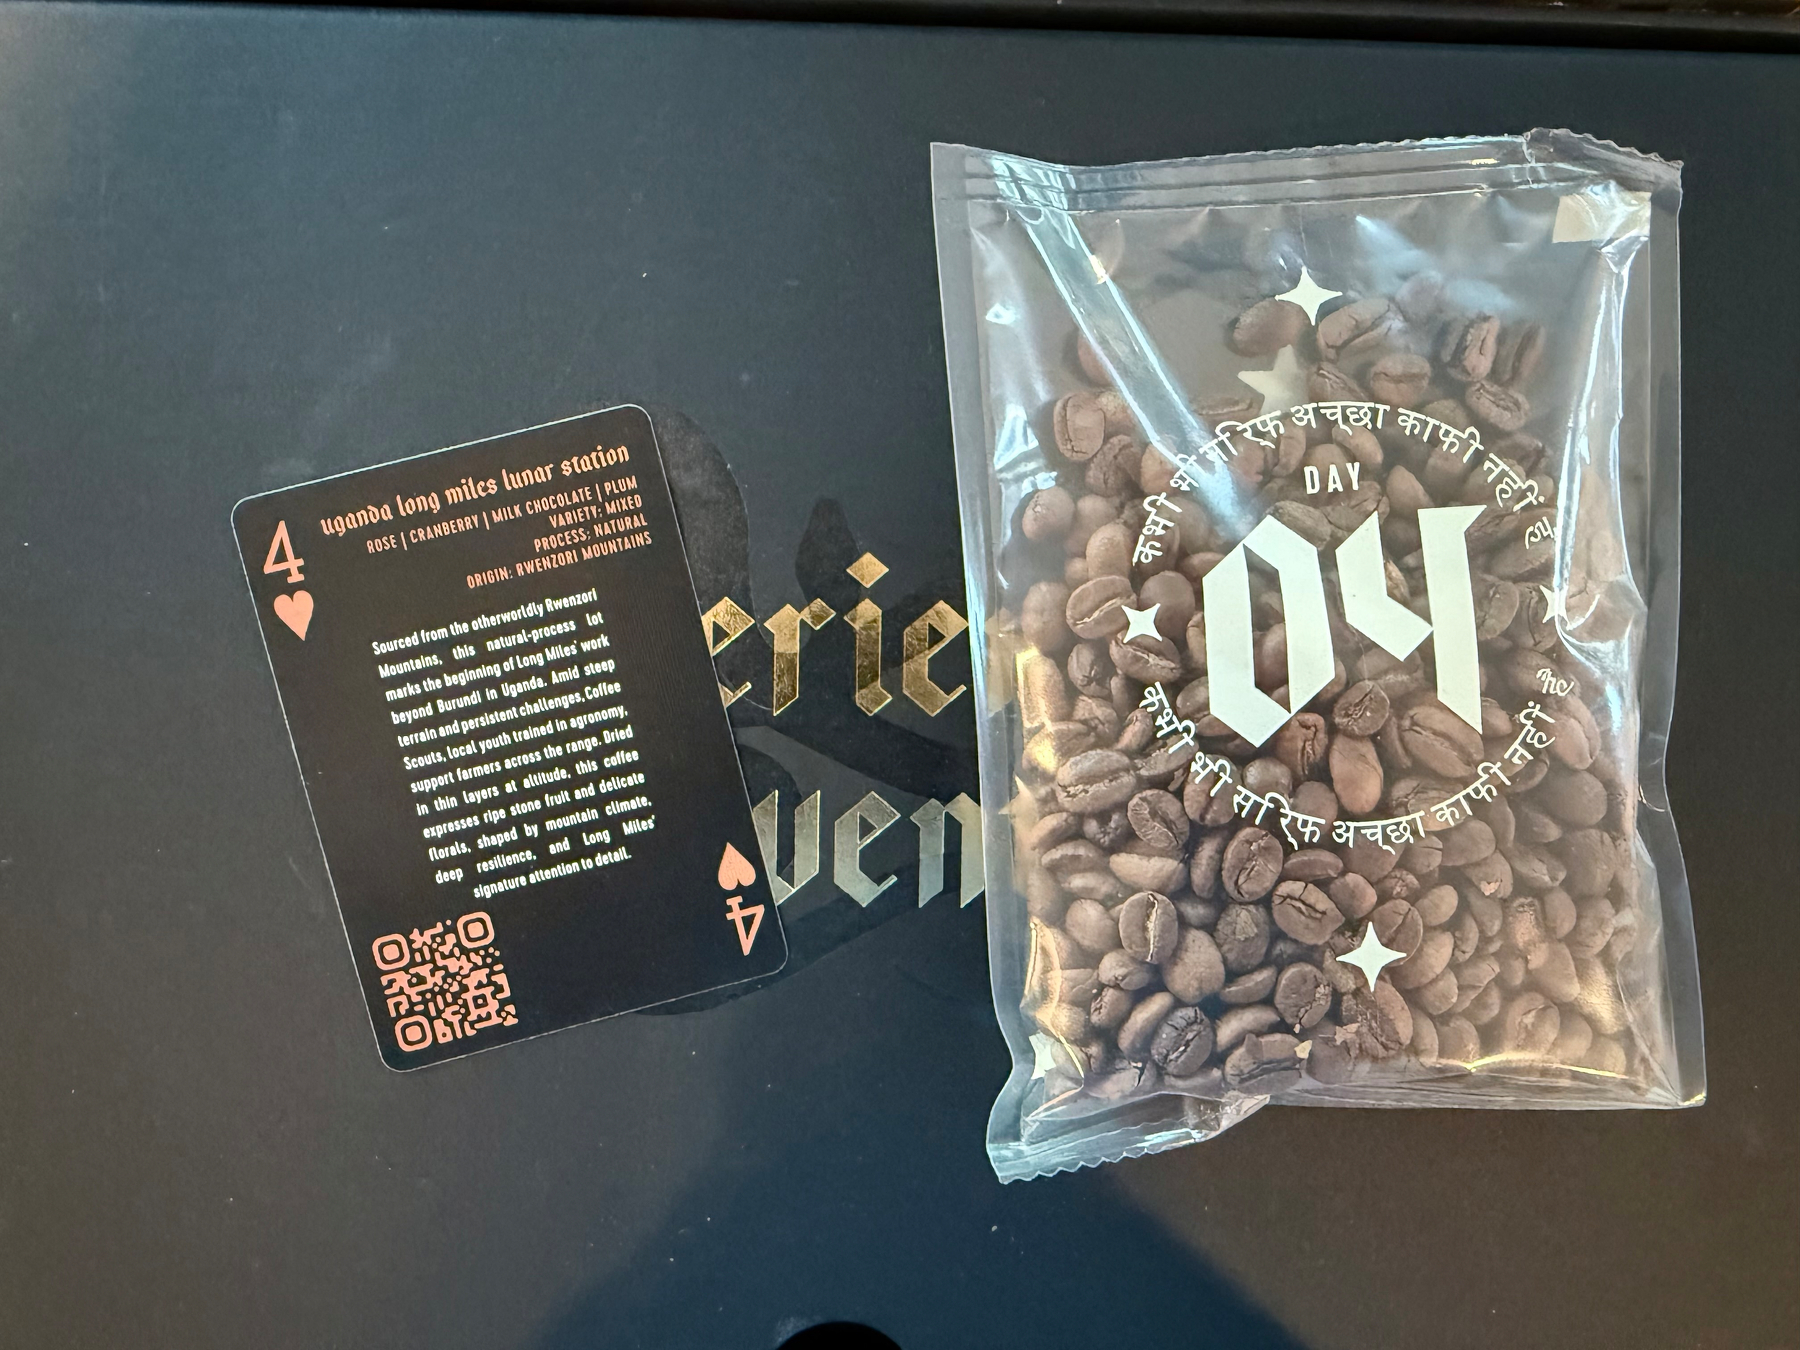 4
uganda long miles lunar station
ROSE | CRANBERRY | MILK CHOCOLATE | PLUM
VARIETY: MIXED
PROCESS: NATURAL
ORIGIN: RWENZORI MOUNTAINS
Sourced from the otherworldly Rwenzori
Mountains, this natural-process lot
marks the beginning of Long Miles' work
beyond Burundi in Uganda. Amid steep
terrain and persistent challenges, Coffee
Scouts, local youth trained in agronomy,
support farmers across the range. Dried
in thin layers at altitude, this coffee
expresses ripe stone fruit and delicate
florals, shaped by mountain climate,
deep resilience, and Long Miles'
signature attention to detail.
4
erie
ven
कभी भी सिर्फ अच्छा काफी नहीं है
DAY
04
कभी भी सिर्फ अच्छा काफी नहीं है